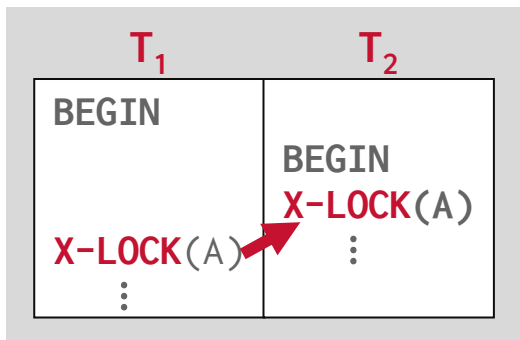 T1 T2
BEGIN
BEGIN
X-LOCK(A)
X-LOCK(A)
⋮
⋮